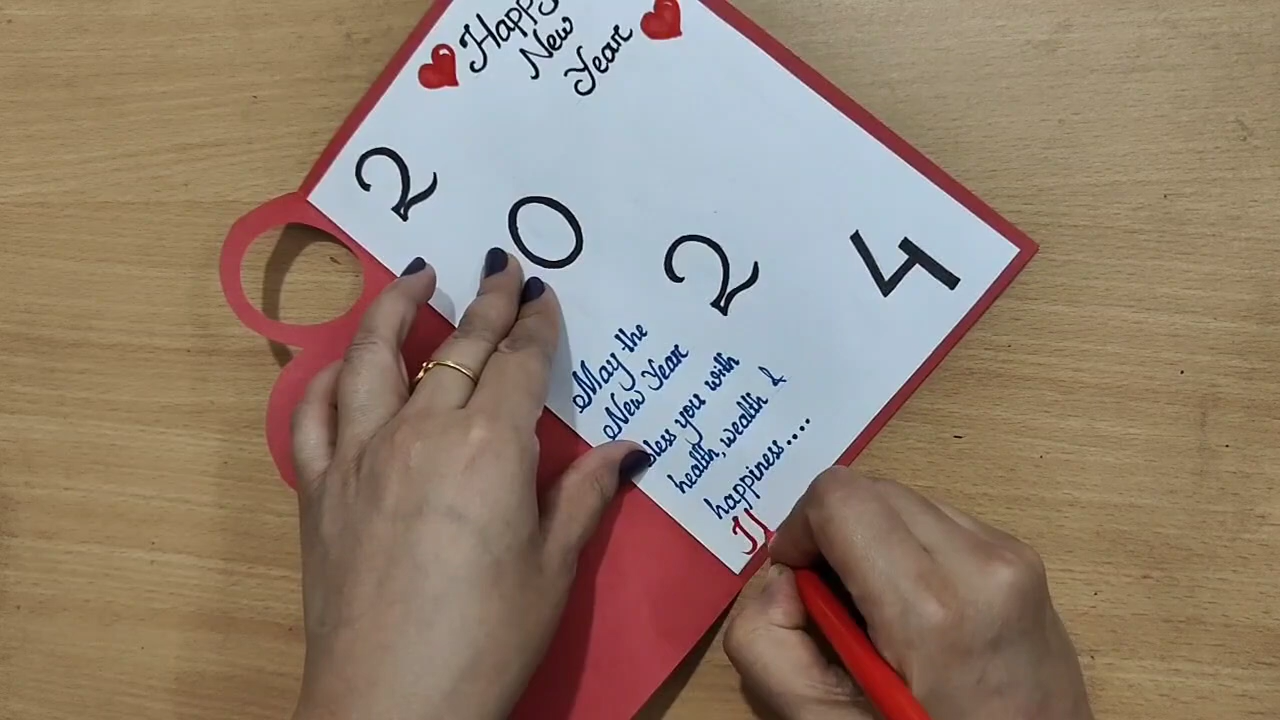 Happy
New
Year
2 0 2 4
May the
New Year
bless you with
health, wealth &
happiness....